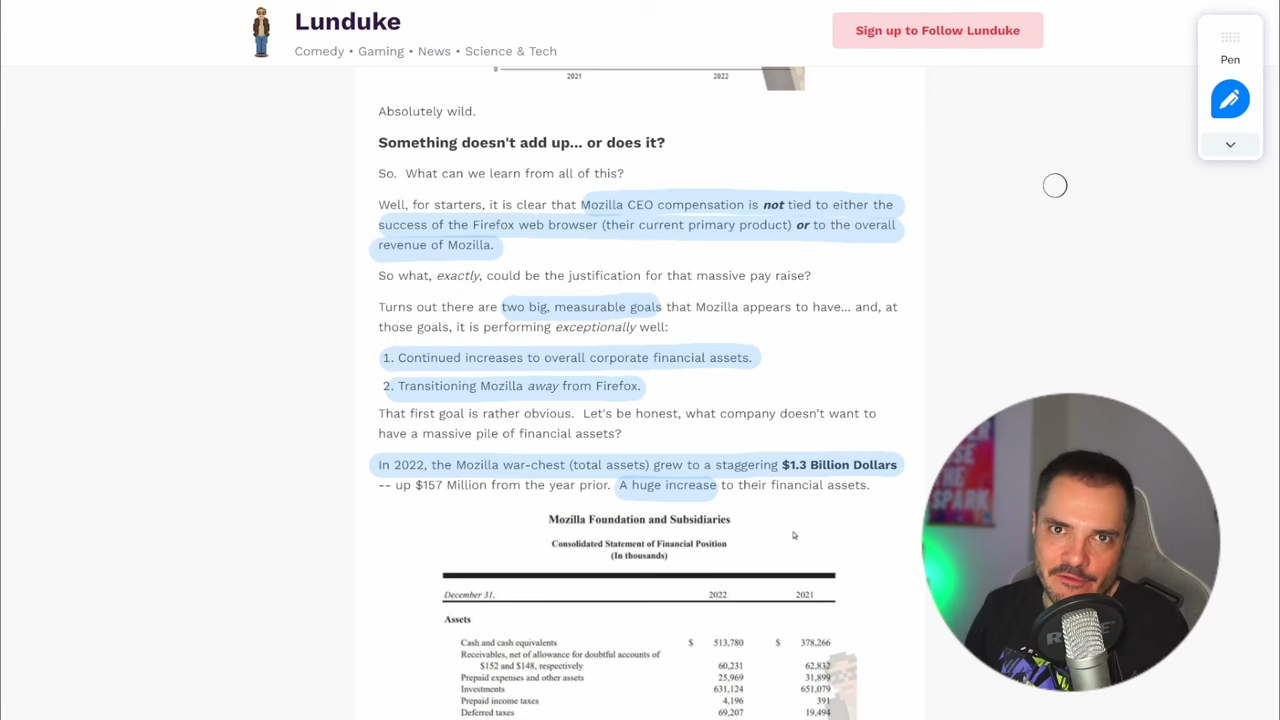 Lunduke
Comedy • Gaming • News • Science & Tech
Sign up to Follow Lunduke
Pen
0
2021 2022
Absolutely wild.
Something doesn't add up... or does it?
So. What can we learn from all of this?
Well, for starters, it is clear that Mozilla CEO compensation is not tied to either the
success of the Firefox web browser (their current primary product) or to the overall
revenue of Mozilla.
So what, exactly, could be the justification for that massive pay raise?
Turns out there are two big, measurable goals that Mozilla appears to have... and, at
those goals, it is performing exceptionally well:
1. Continued increases to overall corporate financial assets.
2. Transitioning Mozilla away from Firefox.
That first goal is rather obvious. Let's be honest, what company doesn't want to
have a massive pile of financial assets?
In 2022, the Mozilla war-chest (total assets) grew to a staggering $1.3 Billion Dollars
-- up $157 Million from the year prior. A huge increase to their financial assets.
Mozilla Foundation and Subsidiaries
Consolidated Statement of Financial Position
(In thousands)
December 31, 2022 2021
Assets
Cash and cash equivalents $ 513,780 $ 378,266
Receivables, net of allowance for doubtful accounts of
$152 and $148, respectively 60,231 62,832
Prepaid expenses and other assets 25,969 31,899
Investments 631,124 651,079
Prepaid income taxes 4,196 391
Deferred taxes 69,207 19,494
THE
SPARK